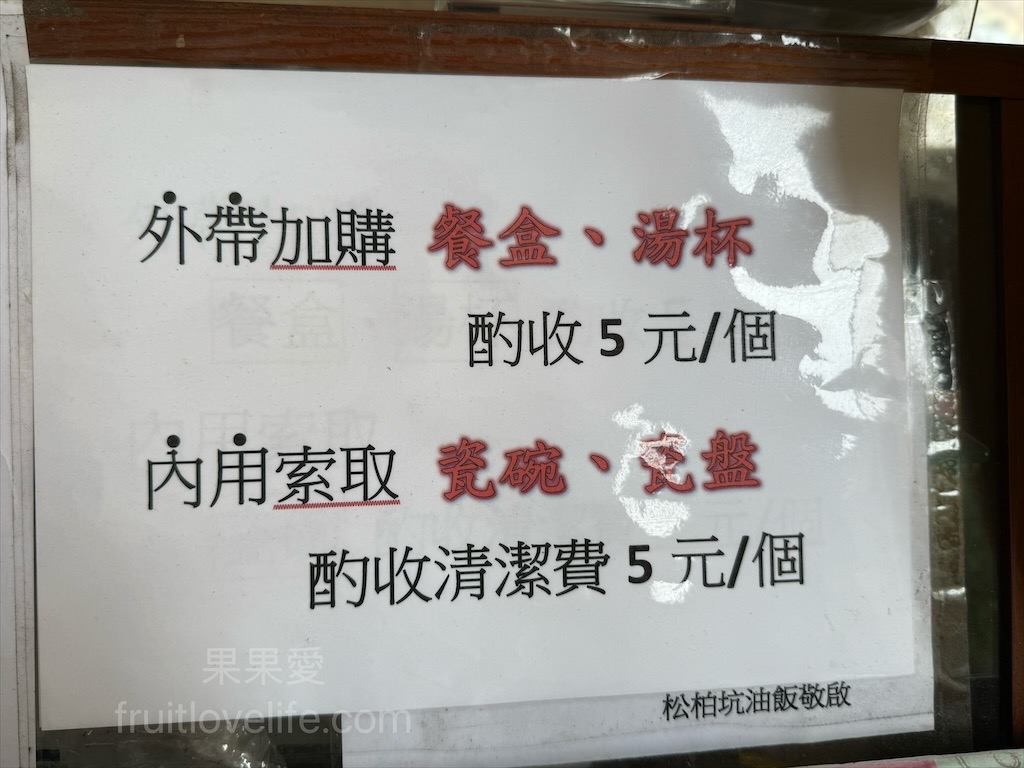 外帶加購 餐盒、湯杯
酌收 5 元/個
內用索取 瓷碗、瓷盤
酌收清潔費 5 元/個
松柏坑油飯敬啟
果果愛
fruitlovelife.com